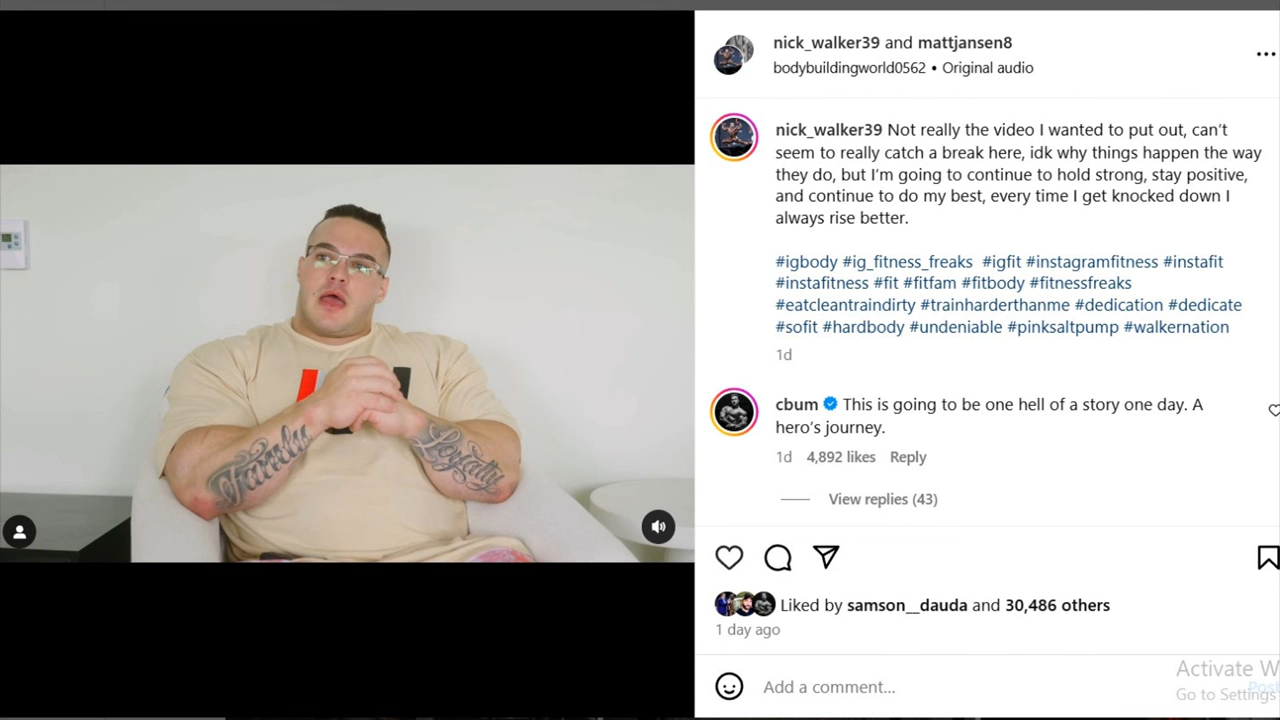 nick_walker39 and mattjansen8
bodybuildingworld0562 • Original audio
nick_walker39 Not really the video I wanted to put out, can't
seem to really catch a break here, idk why things happen the way
they do, but I'm going to continue to hold strong, stay positive,
and continue to do my best, every time I get knocked down I
always rise better.
#igbody #ig_fitness_freaks #igfit #instagramfitness #instafit
#instafitness #fit #fitfam #fitbody #fitnessfreaks
#eatcleantraindirty #trainharderthanme #dedication #dedicate
#sofit #hardbody #undeniable #pinksaltpump #walkernation
1d
cbum This is going to be one hell of a story one day. A
hero's journey.
1d 4,892 likes Reply
View replies (43)
Liked by samson__dauda and 30,486 others
1 day ago
Add a comment...
Post
Activate W
Go to Settings
Family
Loyalty